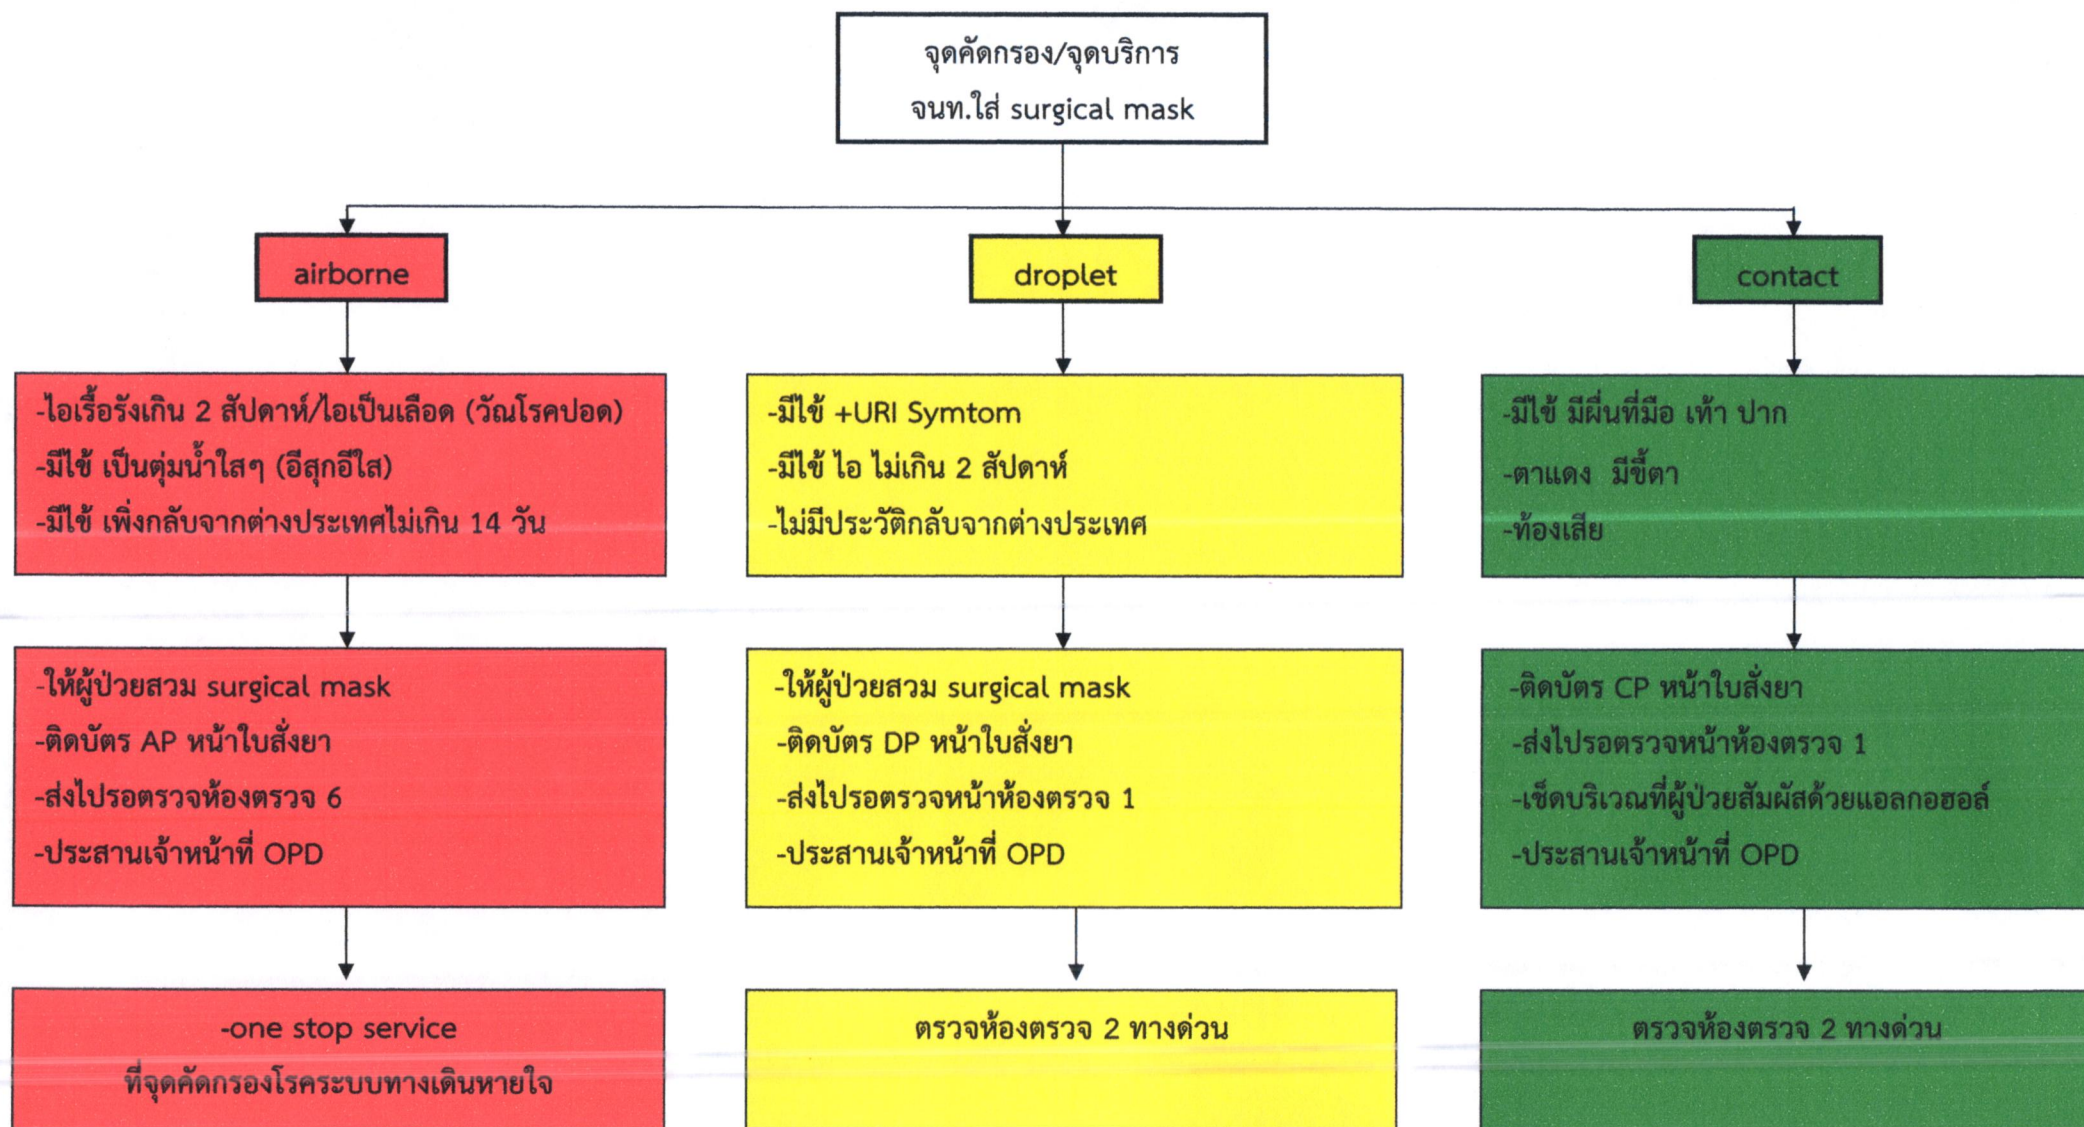 จุดคัดกรอง/จุดบริการ
จนท.ใส่ surgical mask
airborne
droplet
contact
-ไอเรื้อรังเกิน 2 สัปดาห์/ไอเป็นเลือด (วัณโรคปอด)
-มีไข้ เป็นตุ่มน้ำใสๆ (อีสุกอีใส)
-มีไข้ เพิ่งกลับจากต่างประเทศไม่เกิน 14 วัน
-มีไข้ +URI Symtom
-มีไข้ ไอ ไม่เกิน 2 สัปดาห์
-ไม่มีประวัติกลับจากต่างประเทศ
-มีไข้ มีผื่นที่มือ เท้า ปาก
-ตาแดง มีขี้ตา
-ท้องเสีย
-ให้ผู้ป่วยสวม surgical mask
-ติดบัตร AP หน้าใบสั่งยา
-ส่งไปรอตรวจห้องตรวจ 6
-ประสานเจ้าหน้าที่ OPD
-ให้ผู้ป่วยสวม surgical mask
-ติดบัตร DP หน้าใบสั่งยา
-ส่งไปรอตรวจหน้าห้องตรวจ 1
-ประสานเจ้าหน้าที่ OPD
-ติดบัตร CP หน้าใบสั่งยา
-ส่งไปรอตรวจหน้าห้องตรวจ 1
-เช็ดบริเวณที่ผู้ป่วยสัมผัสด้วยแอลกอฮอล์
-ประสานเจ้าหน้าที่ OPD
-one stop service
ที่จุดคัดกรองโรคระบบทางเดินหายใจ
ตรวจห้องตรวจ 2 ทางด่วน
ตรวจห้องตรวจ 2 ทางด่วน